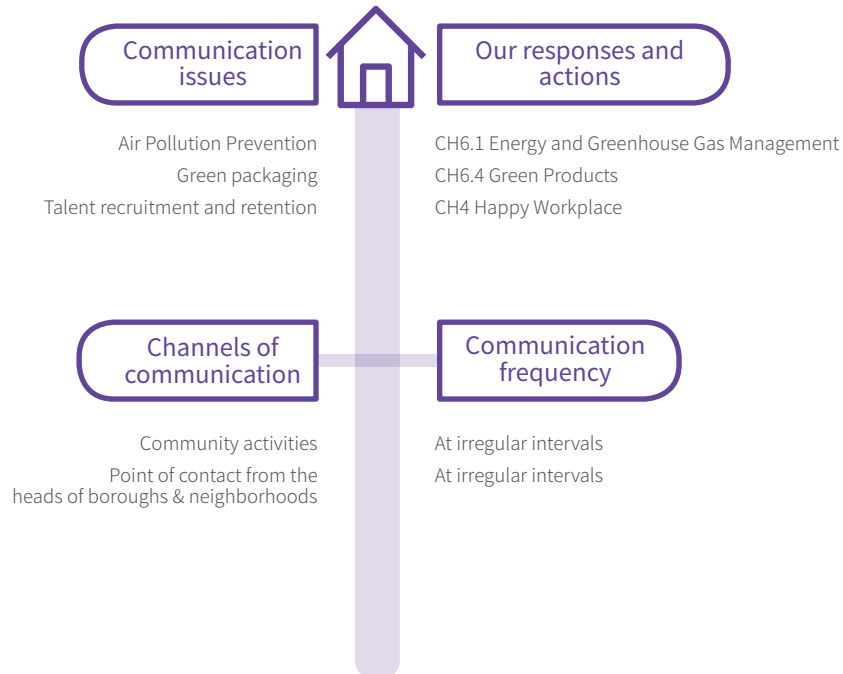 Communication
issues
Our responses and
actions
Air Pollution Prevention
Green packaging
Talent recruitment and retention
CH6.1 Energy and Greenhouse Gas Management
CH6.4 Green Products
CH4 Happy Workplace
Channels of
communication
Communication
frequency
Community activities
Point of contact from the
heads of boroughs & neighborhoods
At irregular intervals
At irregular intervals